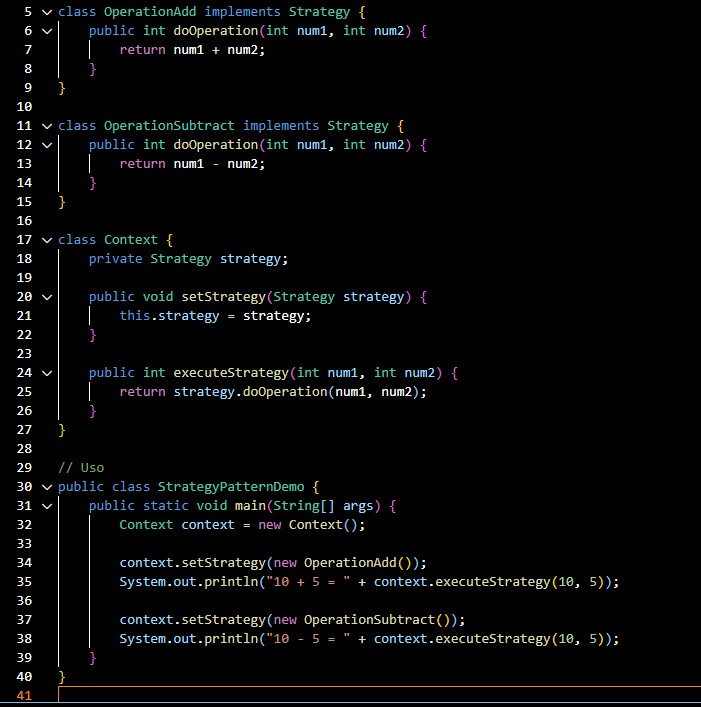 5 class OperationAdd implements Strategy {
6     public int doOperation(int num1, int num2) {
7         return num1 + num2;
8     }
9 }
10
11 class OperationSubtract implements Strategy {
12     public int doOperation(int num1, int num2) {
13         return num1 - num2;
14     }
15 }
16
17 class Context {
18     private Strategy strategy;
19
20     public void setStrategy(Strategy strategy) {
21         this.strategy = strategy;
22     }
23
24     public int executeStrategy(int num1, int num2) {
25         return strategy.doOperation(num1, num2);
26     }
27 }
28
29 // Uso
30 public class StrategyPatternDemo {
31     public static void main(String[] args) {
32         Context context = new Context();
33
34         context.setStrategy(new OperationAdd());
35         System.out.println("10 + 5 = " + context.executeStrategy(10, 5));
36
37         context.setStrategy(new OperationSubtract());
38         System.out.println("10 - 5 = " + context.executeStrategy(10, 5));
39     }
40 }
41